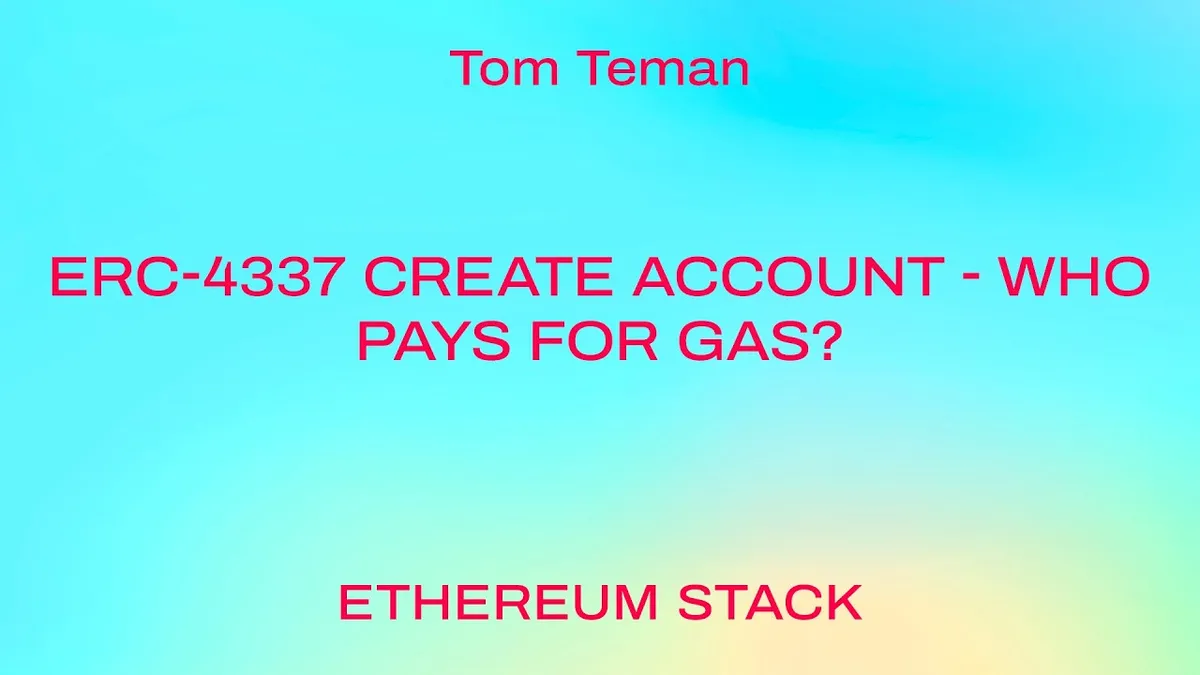 Tom Teman
ERC-4337 CREATE ACCOUNT - WHO
PAYS FOR GAS?
ETHEREUM STACK